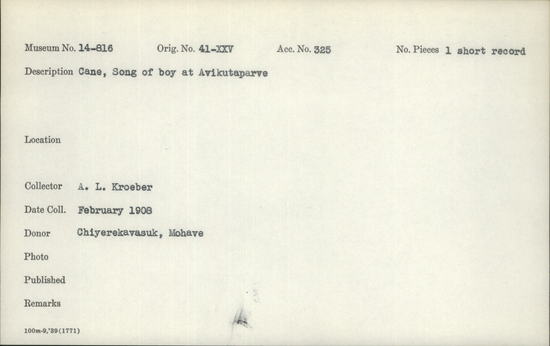 Museum No. 14-816 Orig. No. 41-XXV Acc. No. 325 No. Pieces 1 short record
Description Cane, Song of boy at Avikutaparve
Location
Collector A. L. Kroeber
Date Coll. February 1908
Donor Chiyerekavasuk, Mohave
Photo
Published
Remarks
100m-9,'39(1771)